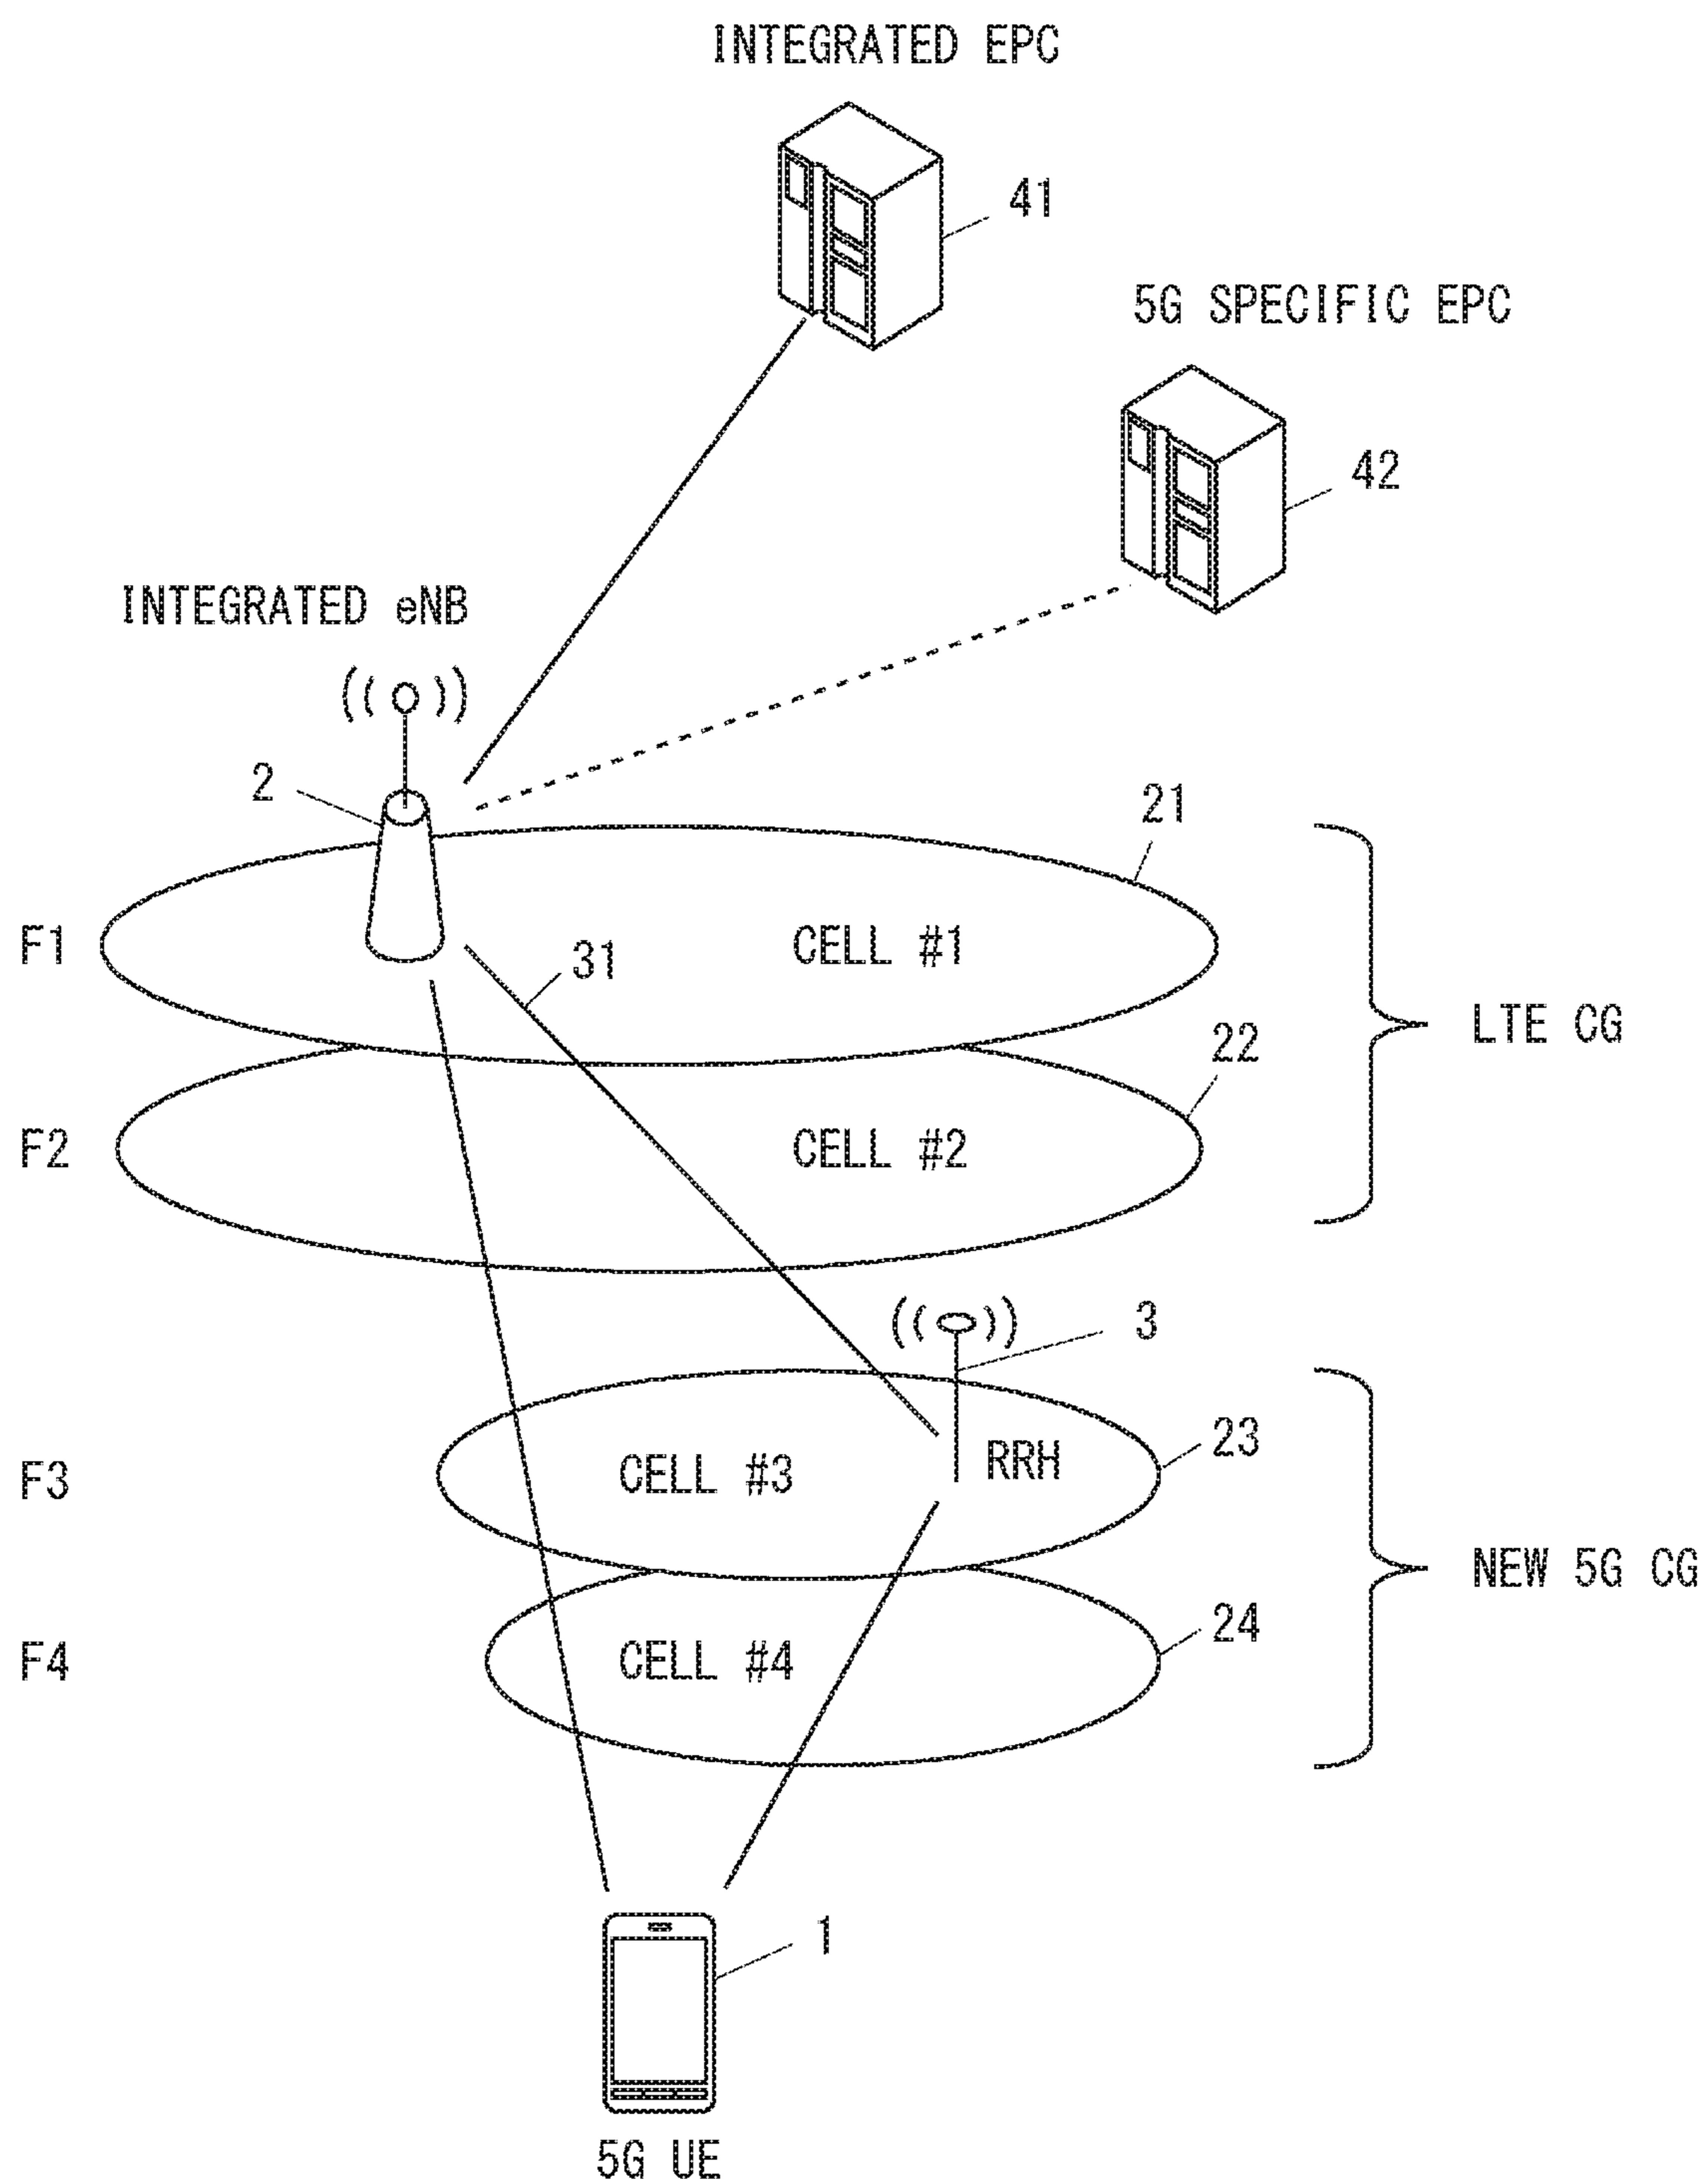 INTEGRATED EPC
41
5G SPECIFIC EPC
42
INTEGRATED eNB
2
21
F1
CELL #1
31
LTE CG
22
F2
CELL #2
3
F3
CELL #3
RRH
23
NEW 5G CG
24
F4
CELL #4
1
5G UE